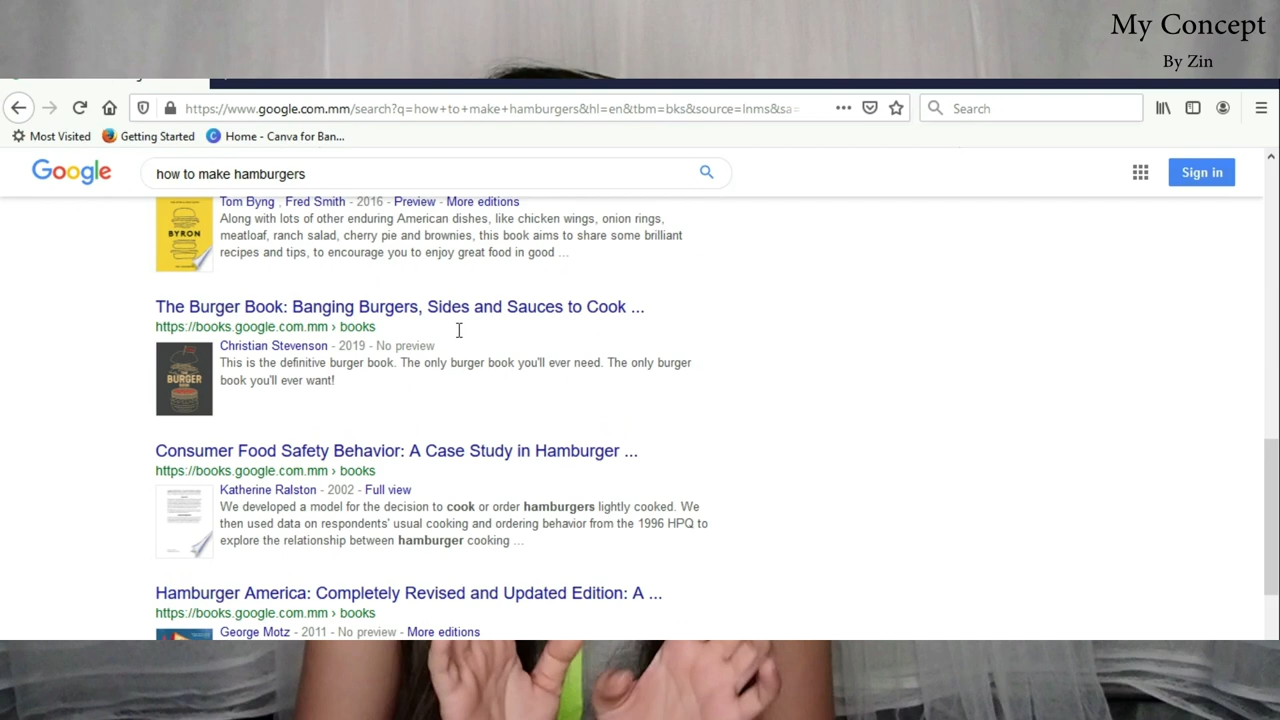 My Concept
By Zin
https://www.google.com.mm/search?q=how+to+make+hamburgers&hl=en&tbm=bks&source=lnms&sa=
Search
Most Visited
Getting Started
Home - Canva for Ban...
Google
how to make hamburgers
Sign in
Tom Byng , Fred Smith - 2016 - Preview - More editions
BYRON
Along with lots of other enduring American dishes, like chicken wings, onion rings,
meatloaf, ranch salad, cherry pie and brownies, this book aims to share some brilliant
recipes and tips, to encourage you to enjoy great food in good ...
The Burger Book: Banging Burgers, Sides and Sauces to Cook ...
https://books.google.com.mm › books
Christian Stevenson - 2019 - No preview
THE BURGER BOOK
This is the definitive burger book. The only burger book you'll ever need. The only burger
book you'll ever want!
Consumer Food Safety Behavior: A Case Study in Hamburger ...
https://books.google.com.mm › books
Katherine Ralston - 2002 - Full view
We developed a model for the decision to cook or order hamburgers lightly cooked. We
then used data on respondents' usual cooking and ordering behavior from the 1996 HPQ to
explore the relationship between hamburger cooking ...
Hamburger America: Completely Revised and Updated Edition: A ...
https://books.google.com.mm › books
George Motz - 2011 - No preview - More editions